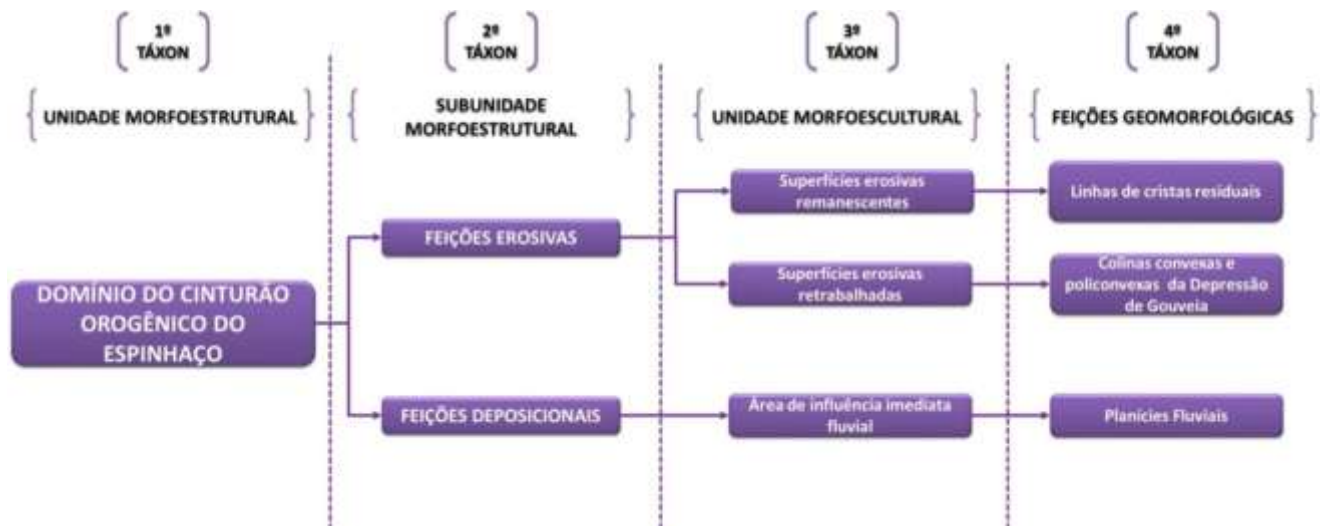 1º
TÁXON
2º
TÁXON
3º
TÁXON
4º
TÁXON
UNIDADE MORFOESTRUTURAL
SUBUNIDADE
MORFOESTRUTURAL
UNIDADE MORFOESCULTURAL
FEIÇÕES GEOMORFOLÓGICAS
DOMÍNIO DO CINTURÃO
OROGÊNICO DO
ESPINHAÇO
FEIÇÕES EROSIVAS
FEIÇÕES DEPOSICIONAIS
Superfícies erosivas
remanescentes
Superfícies erosivas
retrabalhadas
Área de influência imediata
fluvial
Linhas de cristas residuais
Colinas convexas e
policonvexas da Depressão
de Gouveia
Planícies Fluviais